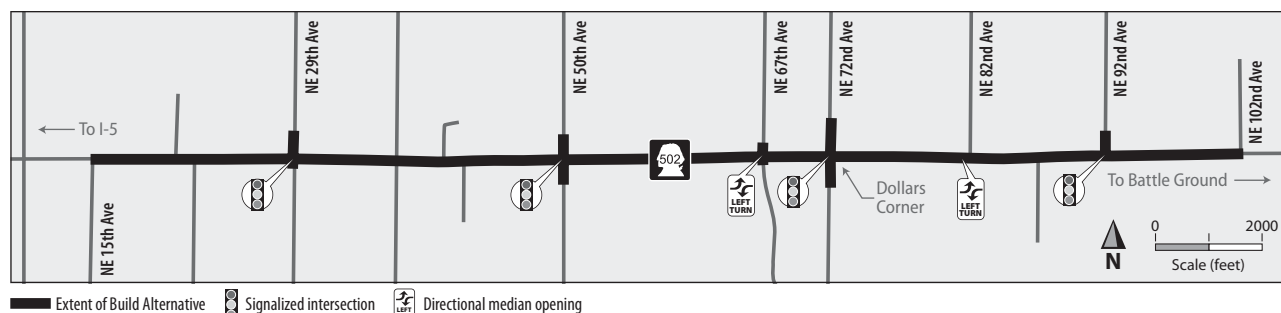 NE 29th Ave
NE 50th Ave
NE 67th Ave
NE 72nd Ave
NE 82nd Ave
NE 92nd Ave
NE 102nd Ave
← To I-5
502
LEFT
TURN
Dollars
Corner
LEFT
TURN
To Battle Ground →
NE 15th Ave
N
0 2000
Scale (feet)
Extent of Build Alternative
Signalized intersection
LEFT
Directional median opening